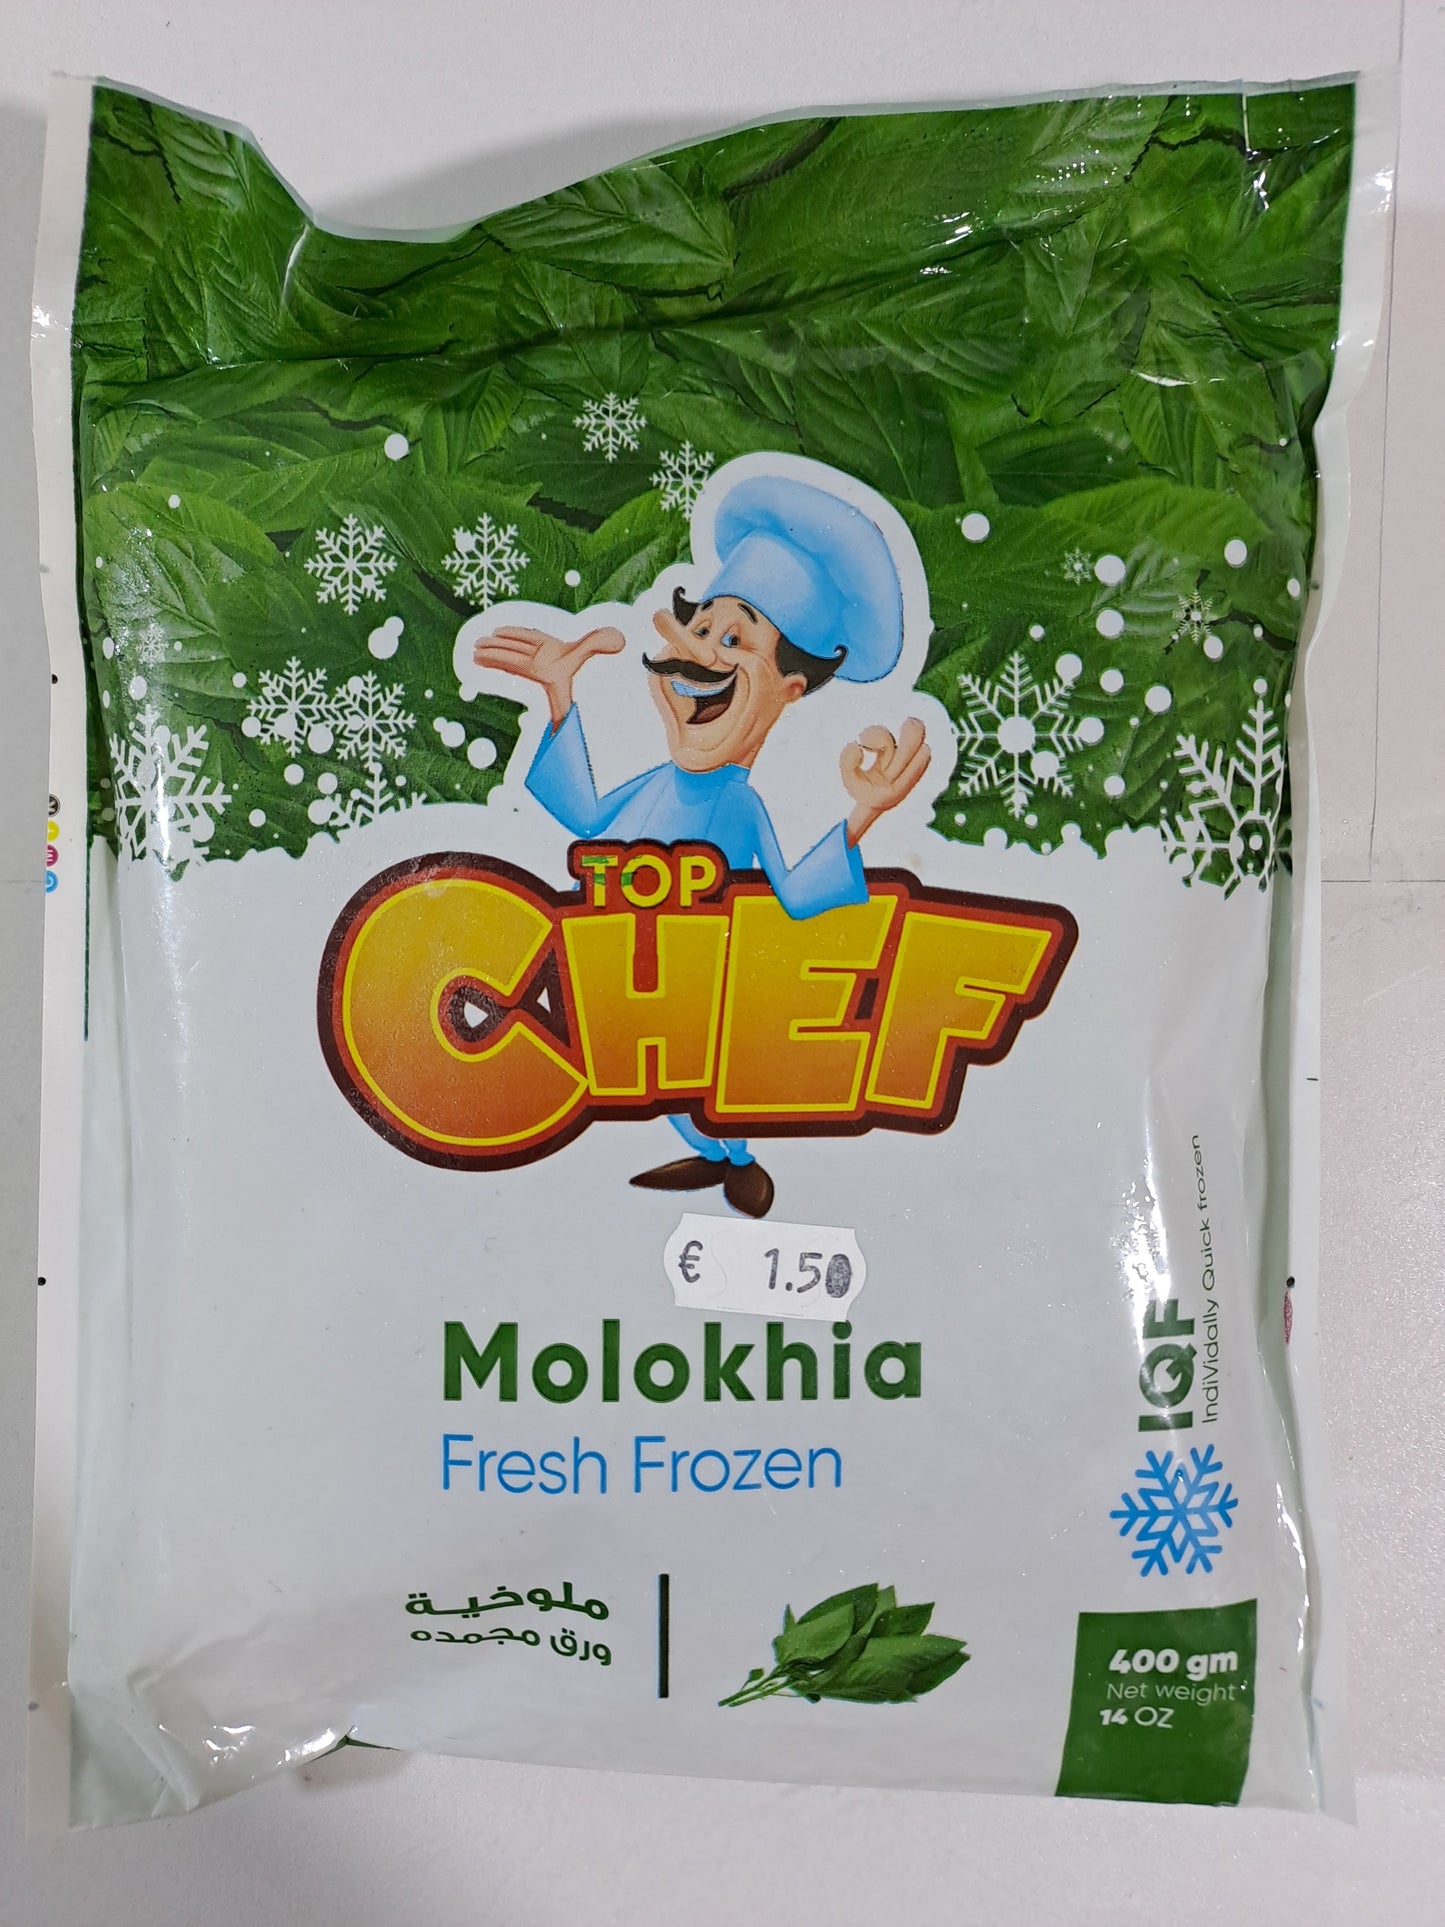 TOP
CHEF
€ 1.50
Molokhia
Fresh Frozen
ملوخية
ورق مجمده
IQF
IndiVidally Quick frozen
400 gm
Net weight
14 OZ